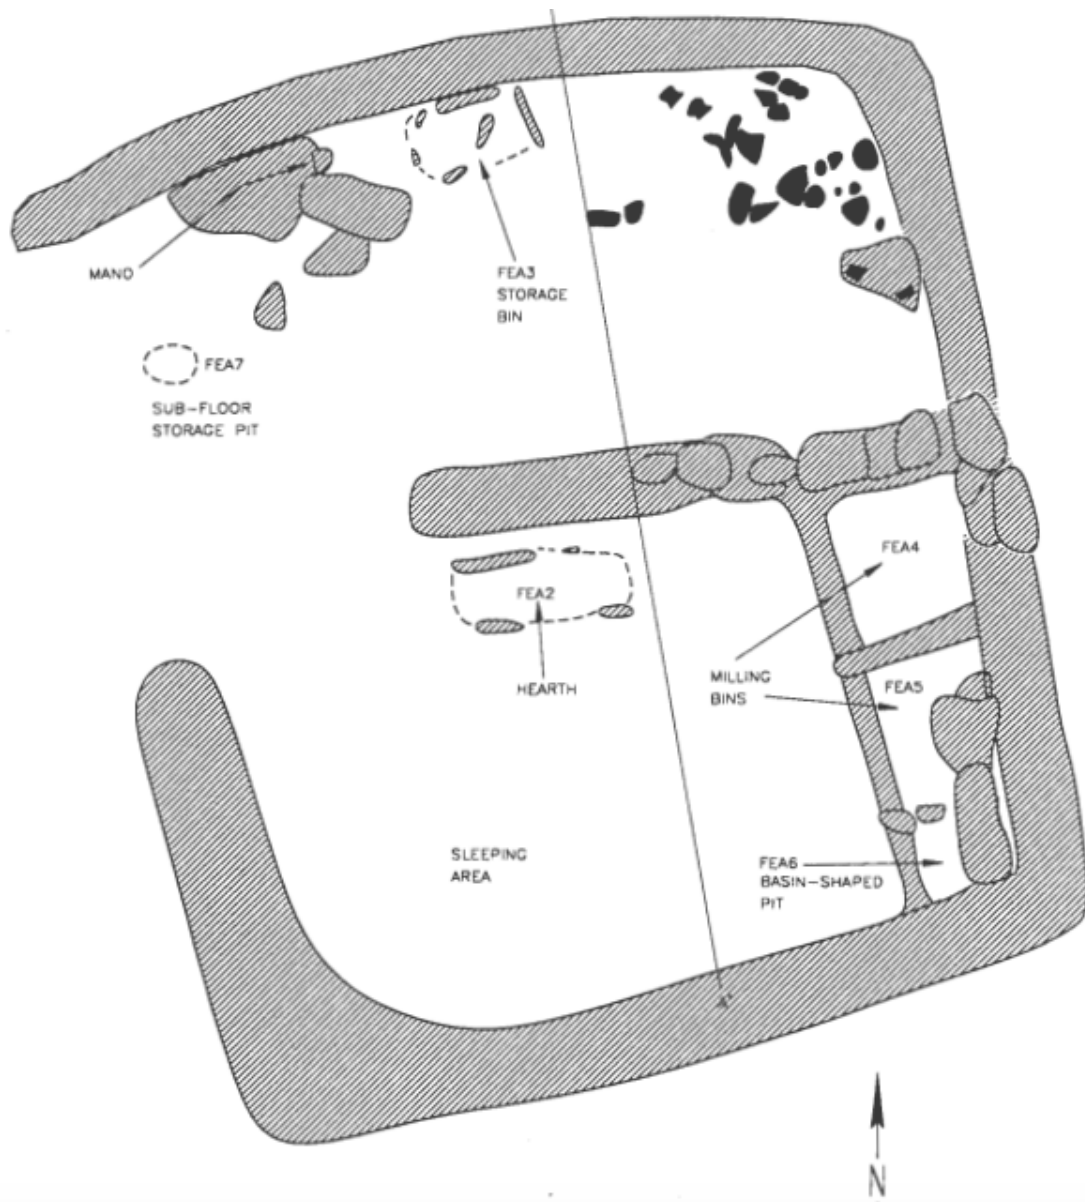 MANO
FEA3
STORAGE
BIN
FEA7
SUB-FLOOR
STORAGE PIT
FEA4
FEA2
HEARTH
MILLING
BINS
FEA5
SLEEPING
AREA
FEA6
BASIN-SHAPED
PIT
A'
N